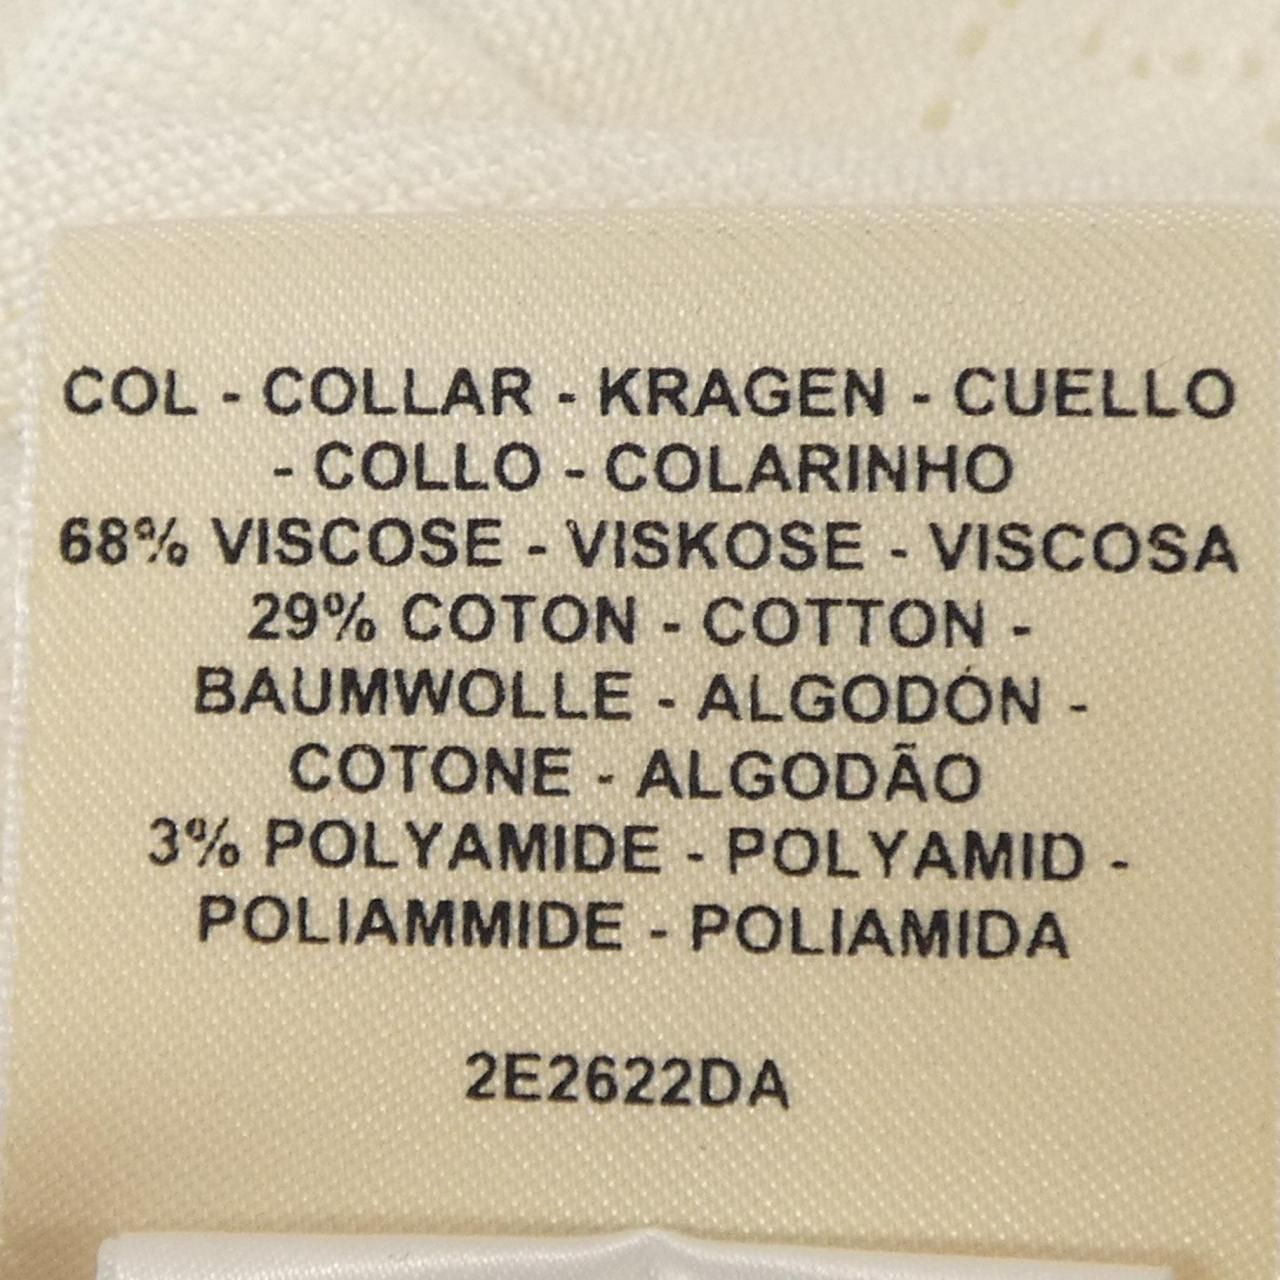 COL - COLLAR - KRAGEN - CUELLO
- COLLO - COLARINHO
68% VISCOSE - VISKOSE - VISCOSA
29% COTON - COTTON -
BAUMWOLLE - ALGODÓN -
COTONE - ALGODÃO
3% POLYAMIDE - POLYAMID -
POLIAMMIDE - POLIAMIDA
2E2622DA